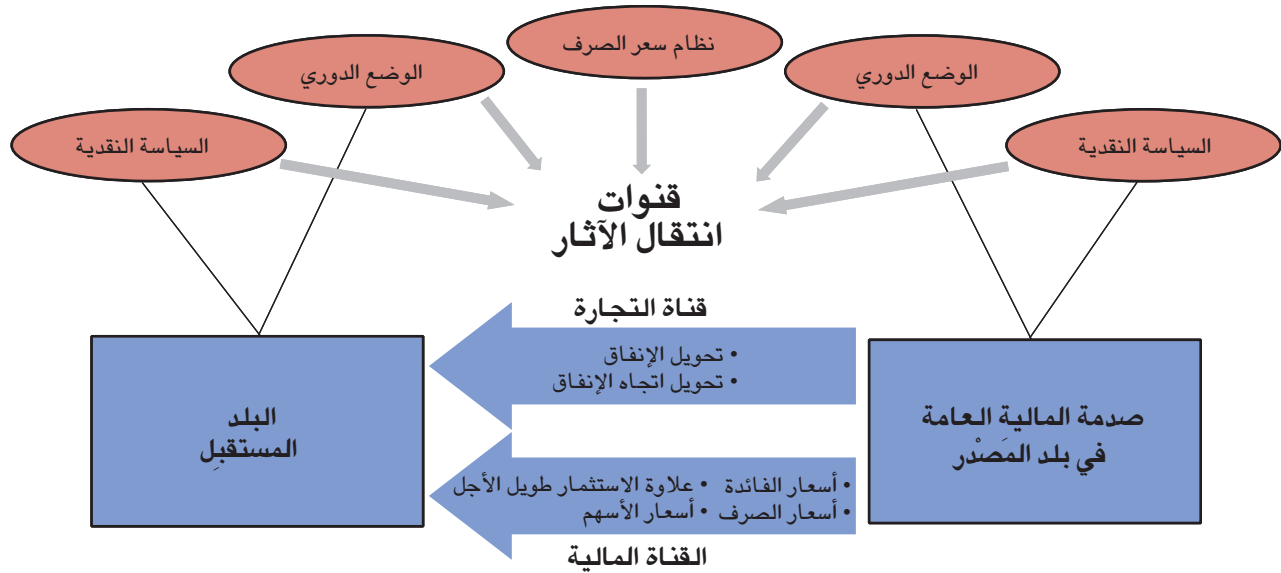 نظام سعر الصرف
الوضع الدوري
الوضع الدوري
السياسة النقدية
السياسة النقدية
قنوات
انتقال الآثار
قناة التجارة
• تحويل الإنفاق
• تحويل اتجاه الإنفاق
صدمة المالية العامة
في بلد المَصْدر
البلد
المستقبِل
• أسعار الفائدة • علاوة الاستثمار طويل الأجل
• أسعار الصرف • أسعار الأسهم
القناة المالية